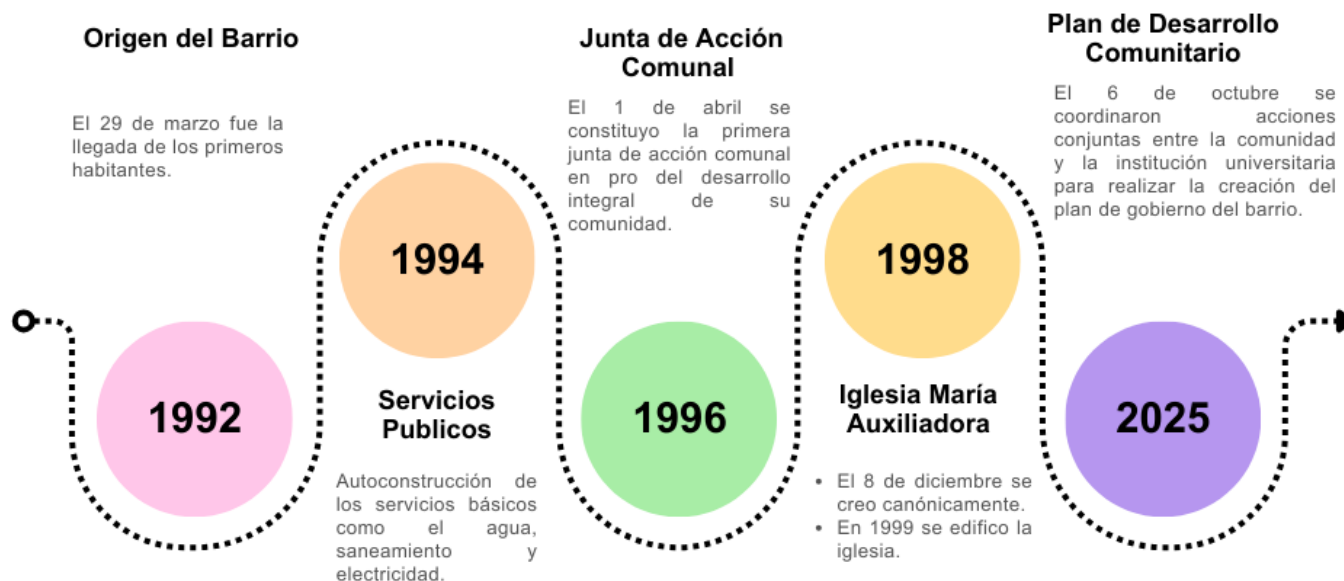 Origen del Barrio
El 29 de marzo fue la
llegada de los primeros
habitantes.
1992
1994
Servicios
Publicos
Autoconstrucción de
los servicios básicos
como el agua,
saneamiento y
electricidad.
Junta de Acción
Comunal
El 1 de abril se
constituyo la primera
junta de acción comunal
en pro del desarrollo
integral de su
comunidad.
1996
1998
Iglesia María
Auxiliadora
• El 8 de diciembre se
creo canónicamente.
• En 1999 se edifico la
iglesia.
Plan de Desarrollo
Comunitario
El 6 de octubre se
coordinaron acciones
conjuntas entre la comunidad
y la institución universitaria
para realizar la creación del
plan de gobierno del barrio.
2025